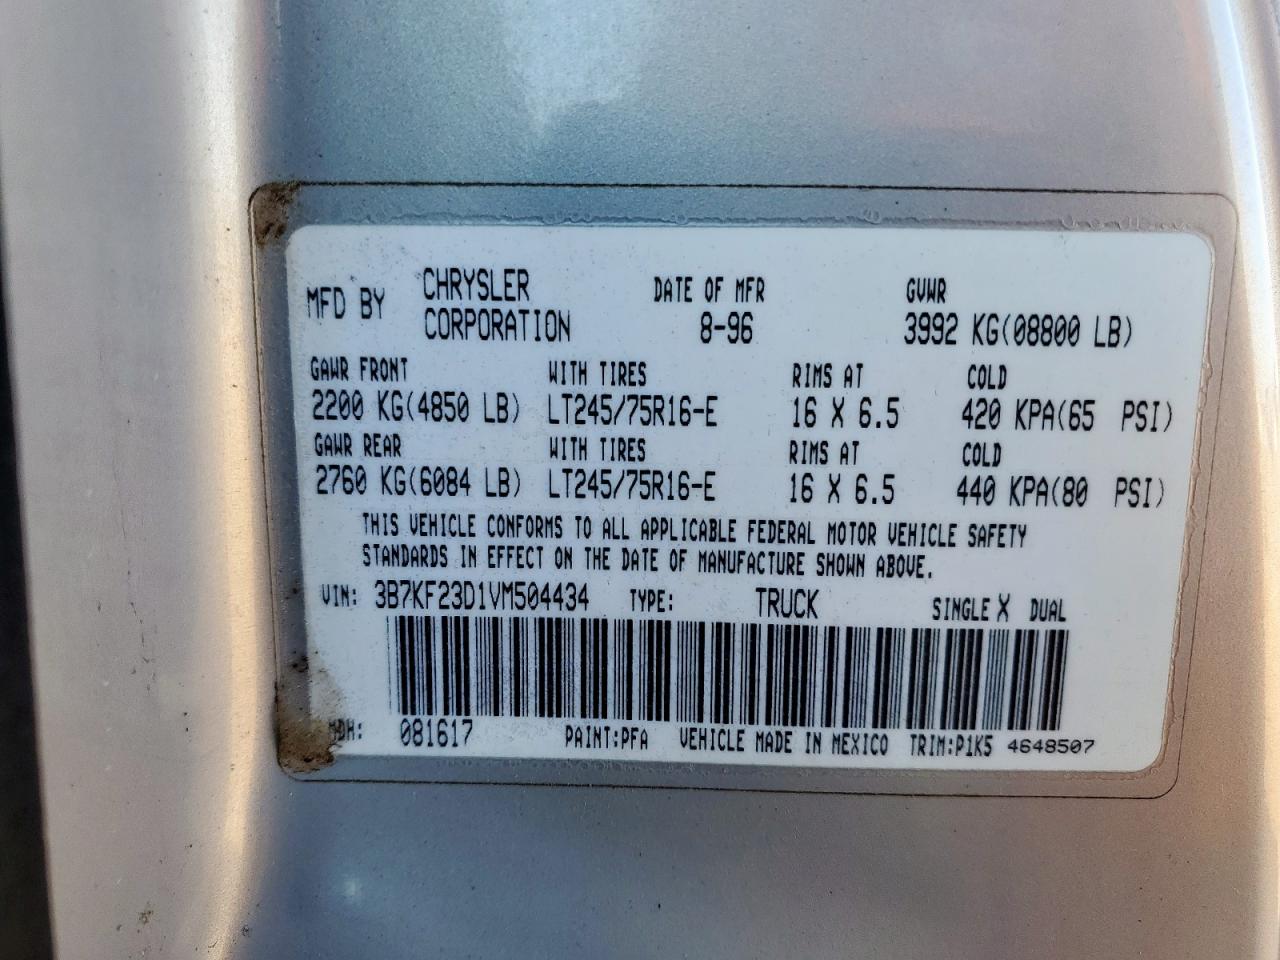 MFD BY CHRYSLER CORPORATION DATE OF MFR 8-96 GVWR 3992 KG(08800 LB)
GAWR FRONT WITH TIRES RIMS AT COLD
2200 KG(4850 LB) LT245/75R16-E 16 X 6.5 420 KPA(65 PSI)
GAWR REAR WITH TIRES RIMS AT COLD
2760 KG(6084 LB) LT245/75R16-E 16 X 6.5 440 KPA(80 PSI)
THIS VEHICLE CONFORMS TO ALL APPLICABLE FEDERAL MOTOR VEHICLE SAFETY
STANDARDS IN EFFECT ON THE DATE OF MANUFACTURE SHOWN ABOVE.
VIN: 3B7KF23D1VM504434 TYPE: TRUCK SINGLE X DUAL
MDH: 081617 PAINT:PFA VEHICLE MADE IN MEXICO TRIM:P1K5 4648507